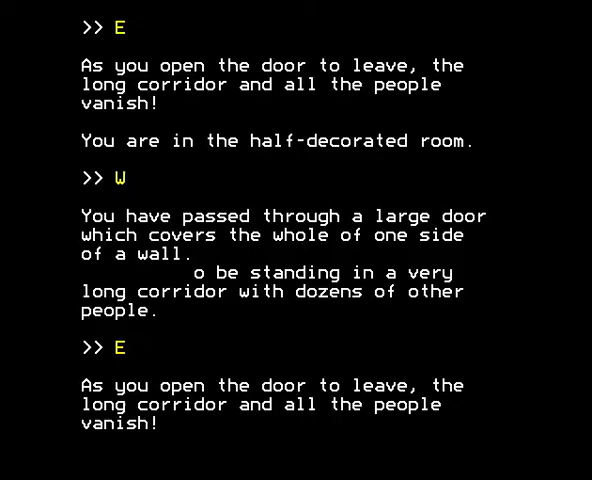 >> E
As you open the door to leave, the
long corridor and all the people
vanish!
You are in the half-decorated room.
>> W
You have passed through a large door
which covers the whole of one side
of a wall.
o be standing in a very
long corridor with dozens of other
people.
>> E
As you open the door to leave, the
long corridor and all the people
vanish!